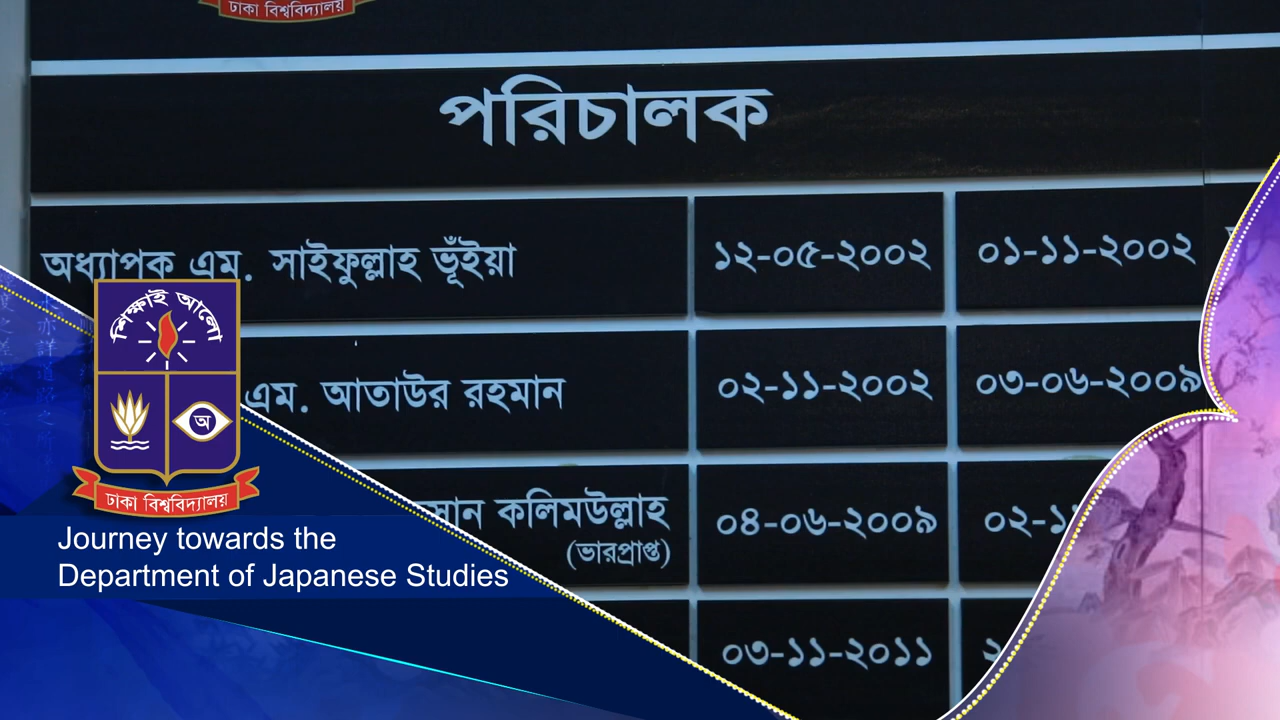 ঢাকা বিশ্ববিদ্যালয়
পরিচালক
অধ্যাপক এম. সাইফুল্লাহ ভূঁইয়া ১২-০৫-২০০২ ০১-১১-২০০২
এম. আতাউর রহমান ০২-১১-২০০২ ০৩-০৬-২০০৯
কলিমউল্লাহ ০৪-০৬-২০০৯
(ভারপ্রাপ্ত)
০৩-১১-২০১১
শিক্ষাই আলো
অ
ঢাকা বিশ্ববিদ্যালয়
Journey towards the
Department of Japanese Studies